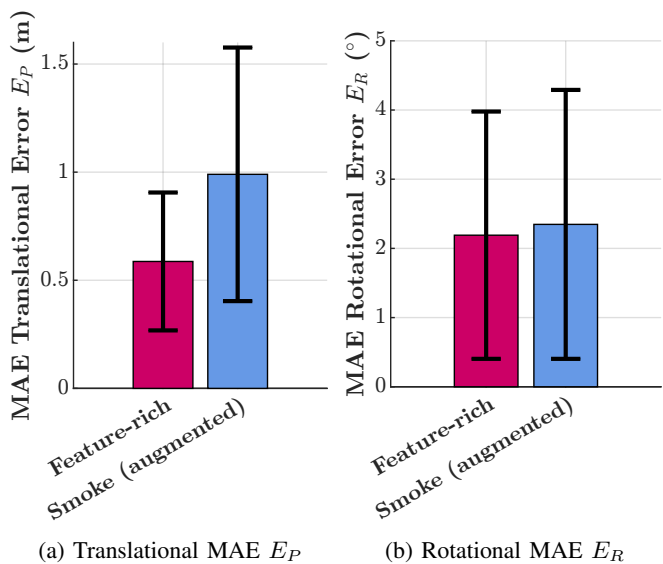 MAE Translational Error E_P (m)
1.5
1
0.5
0
Feature-rich
Smoke (augmented)
(a) Translational MAE E_P
MAE Rotational Error E_R (°)
5
4
3
2
1
0
Feature-rich
Smoke (augmented)
(b) Rotational MAE E_R